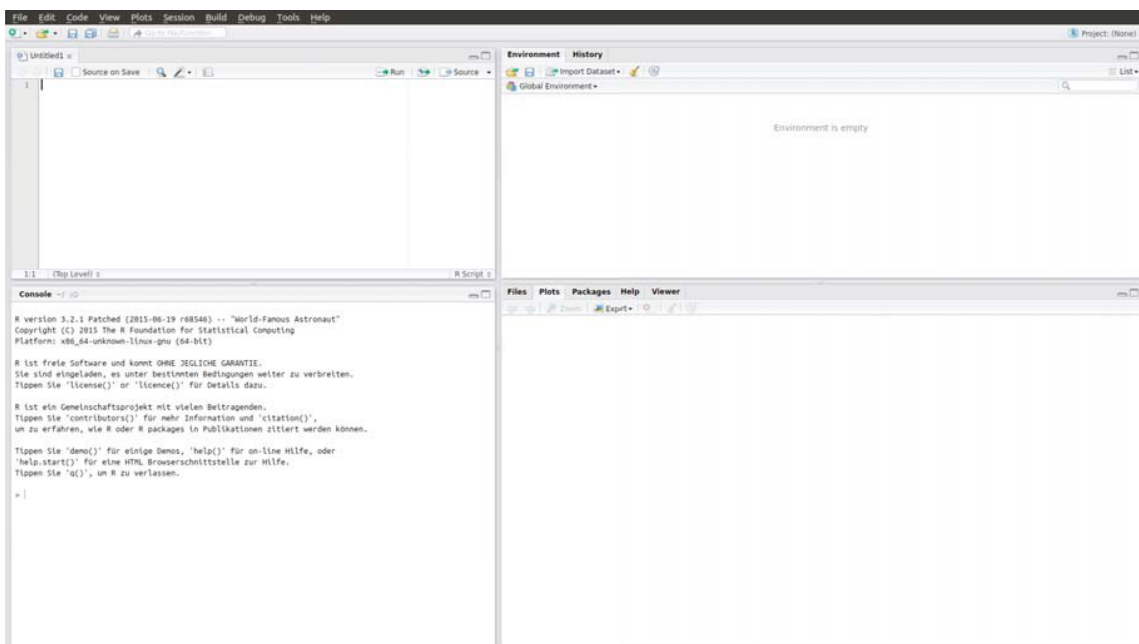 File Edit Code View Plots Session Build Debug Tools Help
Go to file/function
Project: (None)
Untitled1
Source on Save
Run
Source
1
1:1 (Top Level)
R Script
Environment History
Import Dataset
List
Global Environment
Environment is empty
Console ~/
R version 3.2.1 Patched (2015-06-19 r68546) -- "World-Famous Astronaut"
Copyright (C) 2015 The R Foundation for Statistical Computing
Platform: x86_64-unknown-linux-gnu (64-bit)
R ist freie Software und kommt OHNE JEGLICHE GARANTIE.
Sie sind eingeladen, es unter bestimmten Bedingungen weiter zu verbreiten.
Tippen Sie 'license()' or 'licence()' für Details dazu.
R ist ein Gemeinschaftsprojekt mit vielen Beitragenden.
Tippen Sie 'contributors()' für mehr Information und 'citation()',
um zu erfahren, wie R oder R packages in Publikationen zitiert werden können.
Tippen Sie 'demo()' für einige Demos, 'help()' für on-line Hilfe, oder
'help.start()' für eine HTML Browserschnittstelle zur Hilfe.
Tippen Sie 'q()', um R zu verlassen.
>
Files Plots Packages Help Viewer
Zoom Export